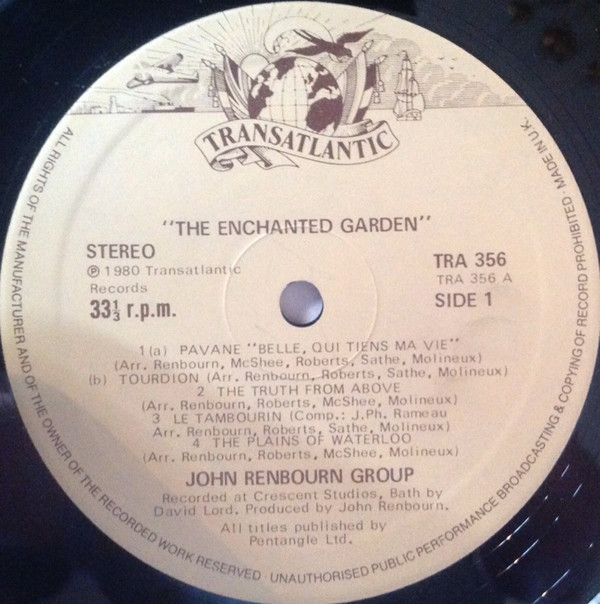 TRANSATLANTIC
"THE ENCHANTED GARDEN"
STEREO
℗ 1980 Transatlantic
Records
33⅓ r.p.m.
TRA 356
TRA 356 A
SIDE 1
1 (a) PAVANE "BELLE, QUI TIENS MA VIE"
(Arr. Renbourn, McShee, Roberts, Sathe, Molineux)
(b) TOURDION (Arr. Renbourn, Roberts, Sathe, Molineux)
2 THE TRUTH FROM ABOVE
(Arr. Renbourn, Roberts, McShee, Molineux)
3 LE TAMBOURIN (Comp.: J.Ph. Rameau
Arr. Renbourn, Roberts, Sathe, Molineux)
4 THE PLAINS OF WATERLOO
(Arr. Renbourn, Roberts, McShee, Molineux)
JOHN RENBOURN GROUP
Recorded at Crescent Studios, Bath by
David Lord. Produced by John Renbourn.
All titles published by
Pentangle Ltd.
ALL RIGHTS OF THE MANUFACTURER AND OF THE OWNER OF THE RECORDED WORK RESERVED · UNAUTHORISED PUBLIC PERFORMANCE BROADCASTING & COPYING OF RECORD PROHIBITED · MADE IN U.K.